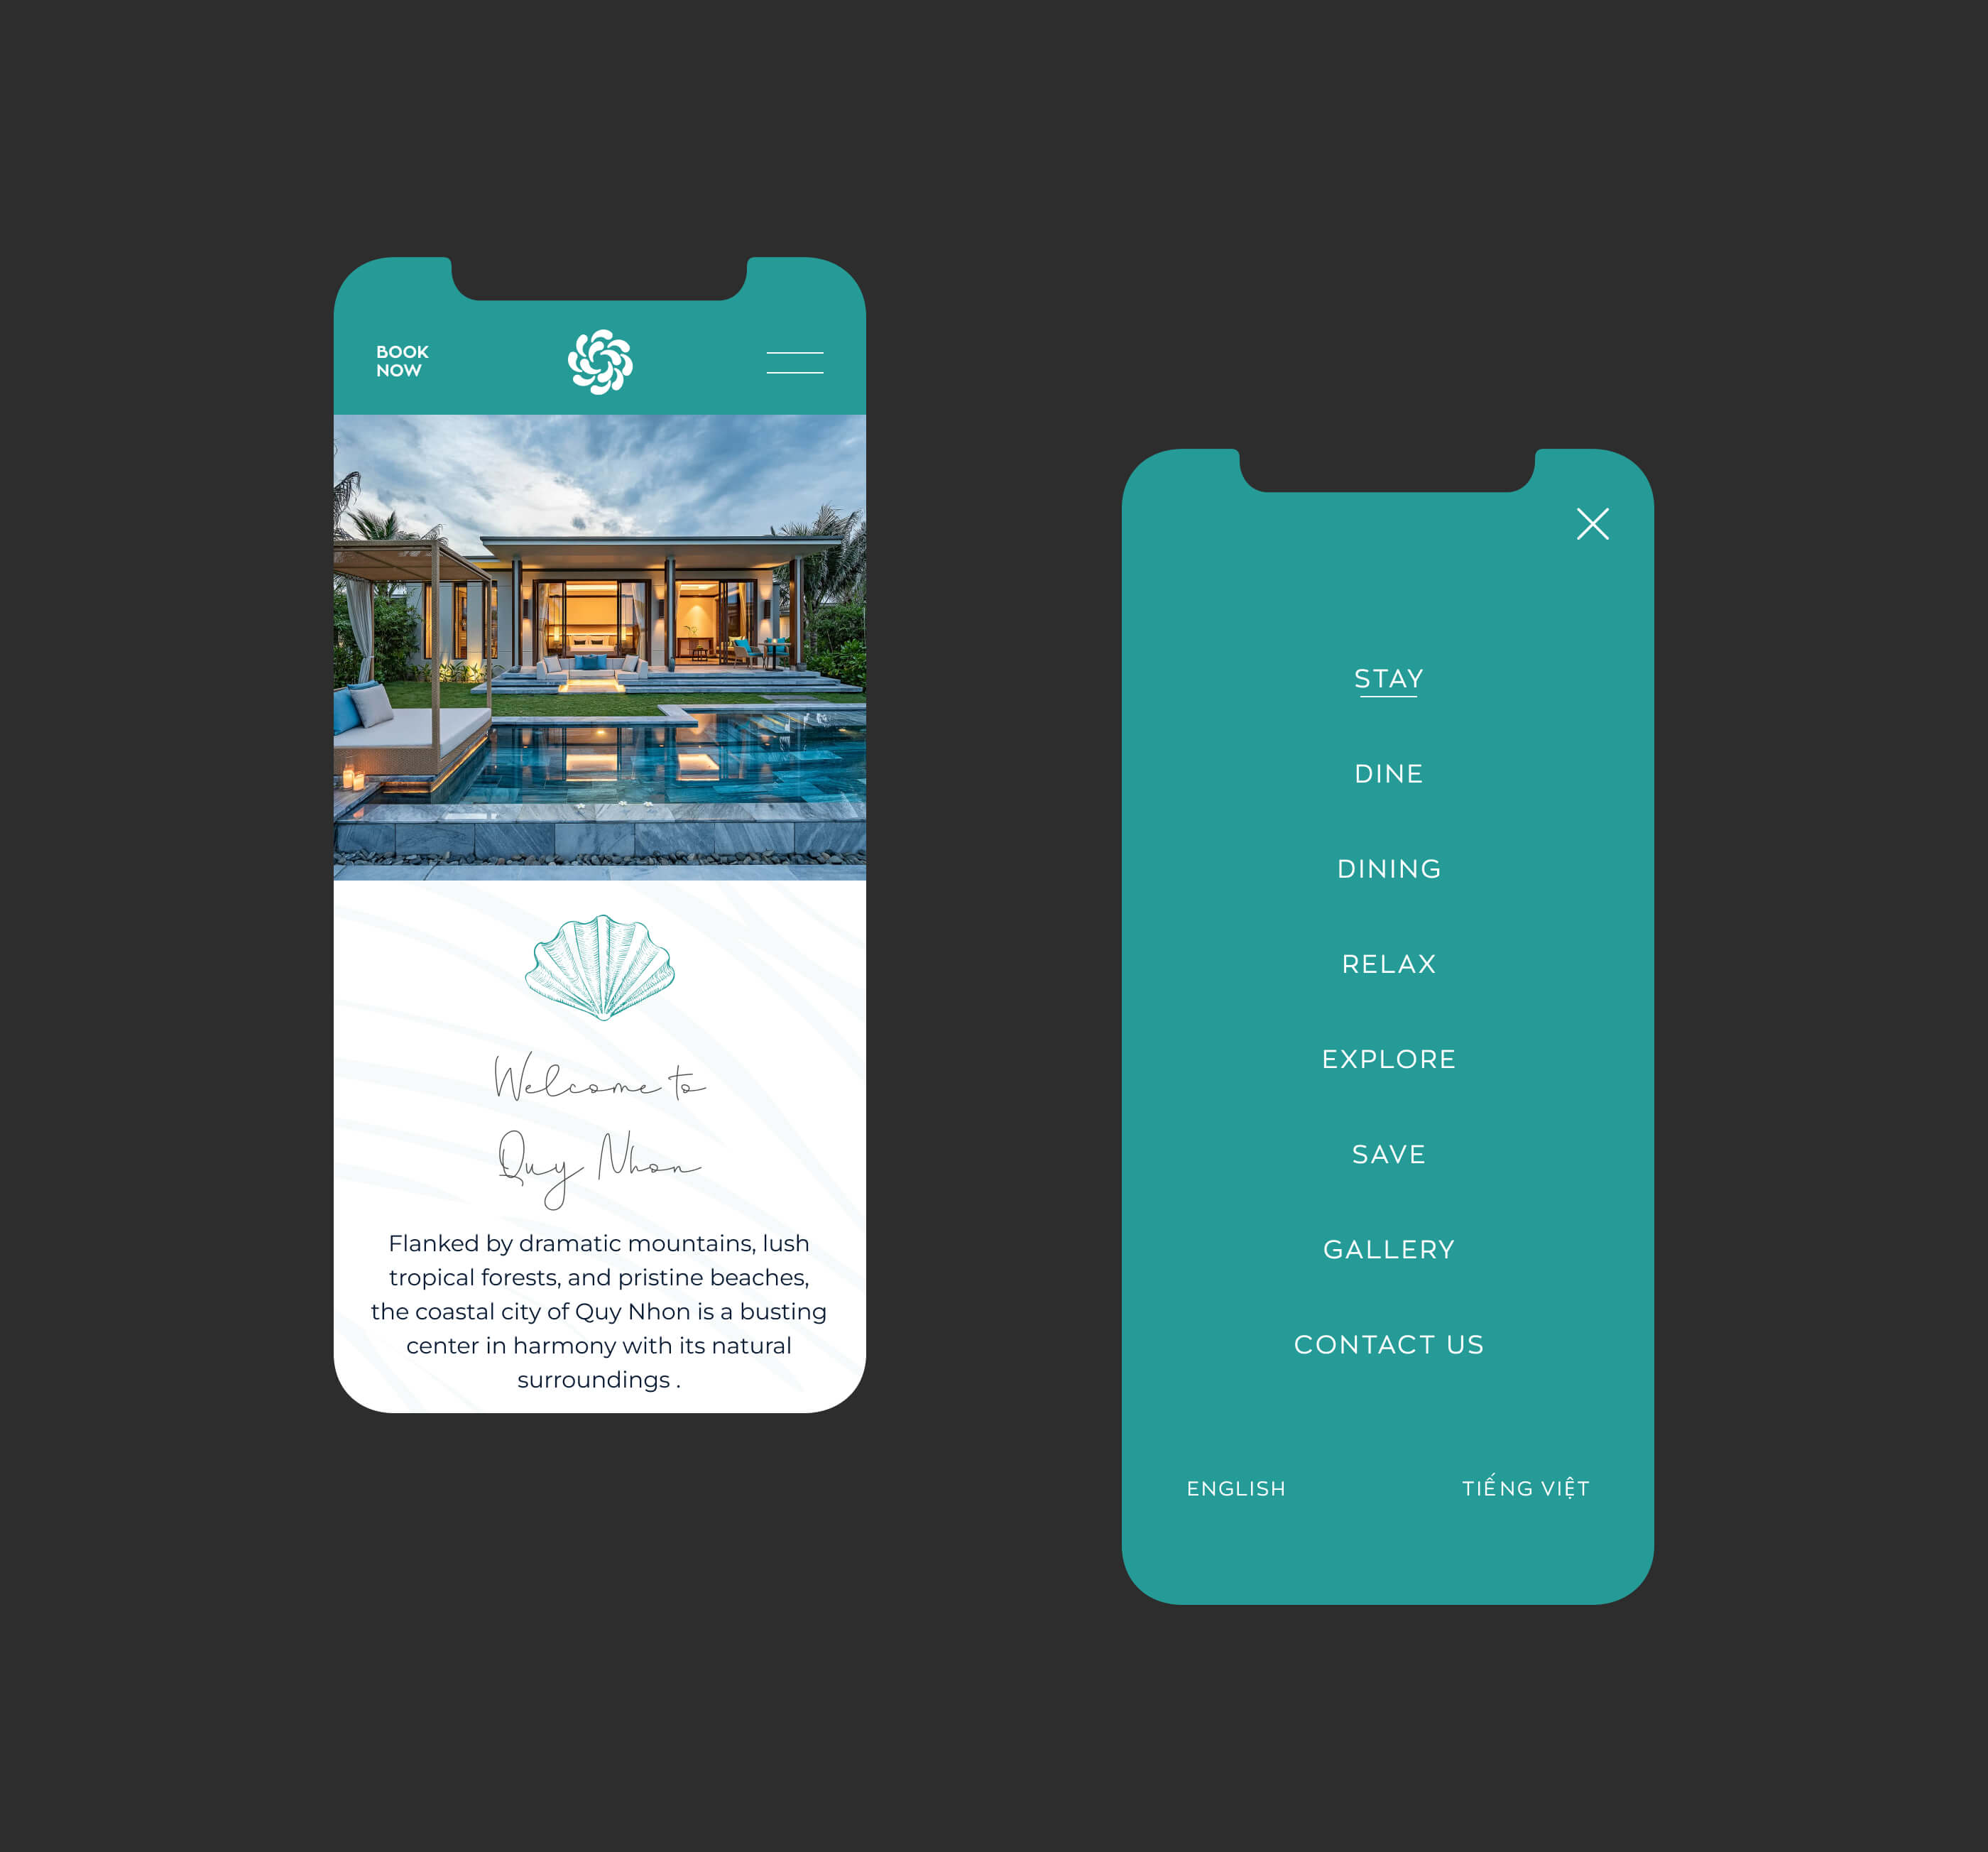 BOOK
NOW
Welcome to
Quy Nhon
Flanked by dramatic mountains, lush
tropical forests, and pristine beaches,
the coastal city of Quy Nhon is a busting
center in harmony with its natural
surroundings .
STAY
DINE
DINING
RELAX
EXPLORE
SAVE
GALLERY
CONTACT US
ENGLISH
TIẾNG VIỆT